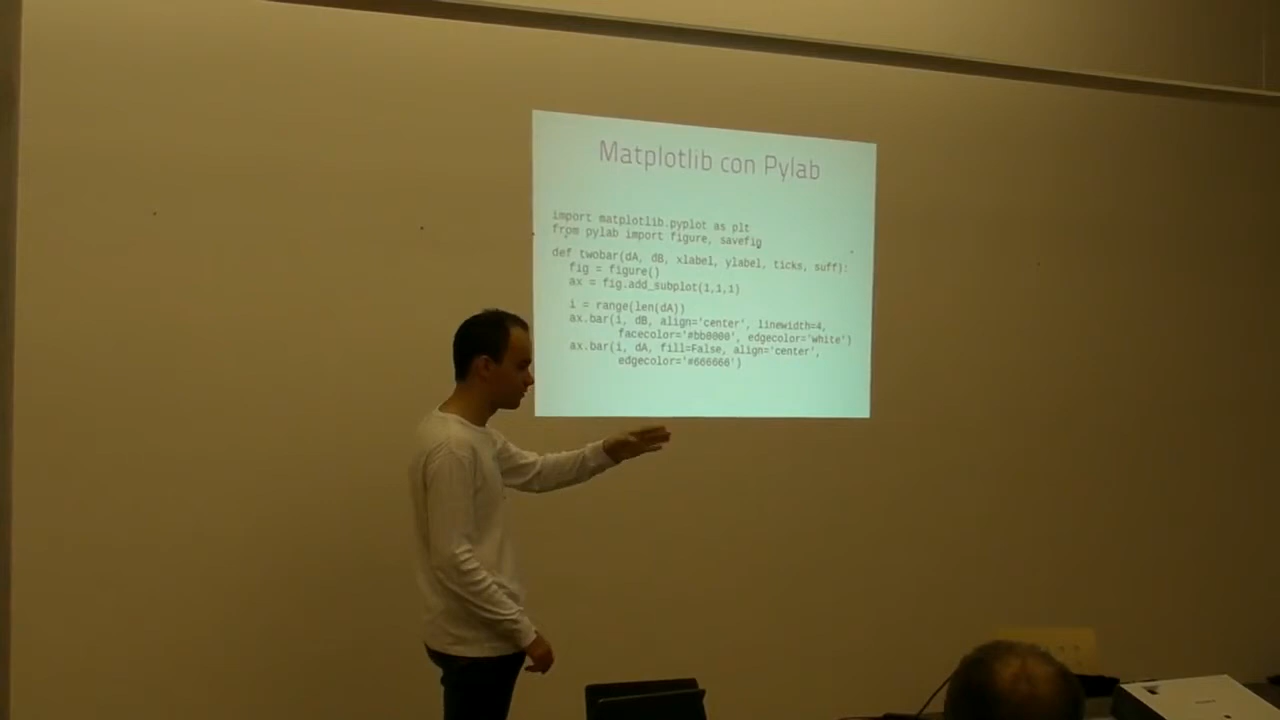 Matplotlib con Pylab
import matplotlib.pyplot as plt
from pylab import figure, savefig
def twobar(dA, dB, xlabel, ylabel, ticks, suff):
fig = figure()
ax = fig.add_subplot(1,1,1)
i = range(len(dA))
ax.bar(i, dB, align='center', linewidth=4,
facecolor='#bb0000', edgecolor='white')
ax.bar(i, dA, fill=False, align='center',
edgecolor='#666666')